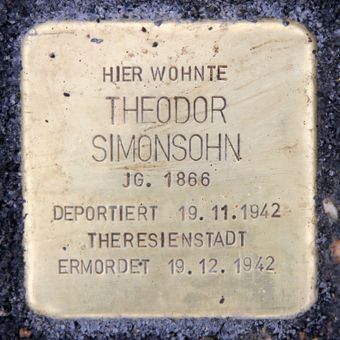 HIER WOHNTE
THEODOR
SIMONSOHN
JG. 1866
DEPORTIERT 19.11.1942
THERESIENSTADT
ERMORDET 19.12.1942